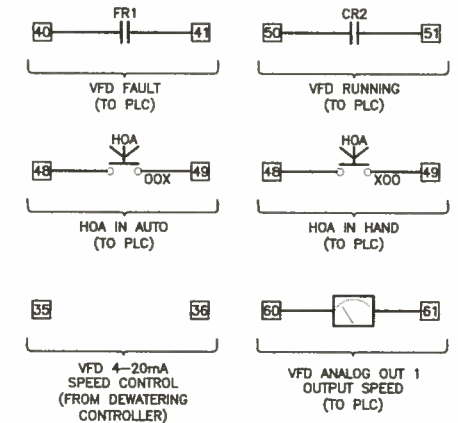 FR1
40 41
VFD FAULT
(TO PLC)
CR2
50 51
VFD RUNNING
(TO PLC)
HOA
48 49
OOX
HOA IN AUTO
(TO PLC)
HOA
48 49
XOO
HOA IN HAND
(TO PLC)
35 36
VFD 4-20mA
SPEED CONTROL
(FROM DEWATERING
CONTROLLER)
60 61
VFD ANALOG OUT 1
OUTPUT SPEED
(TO PLC)